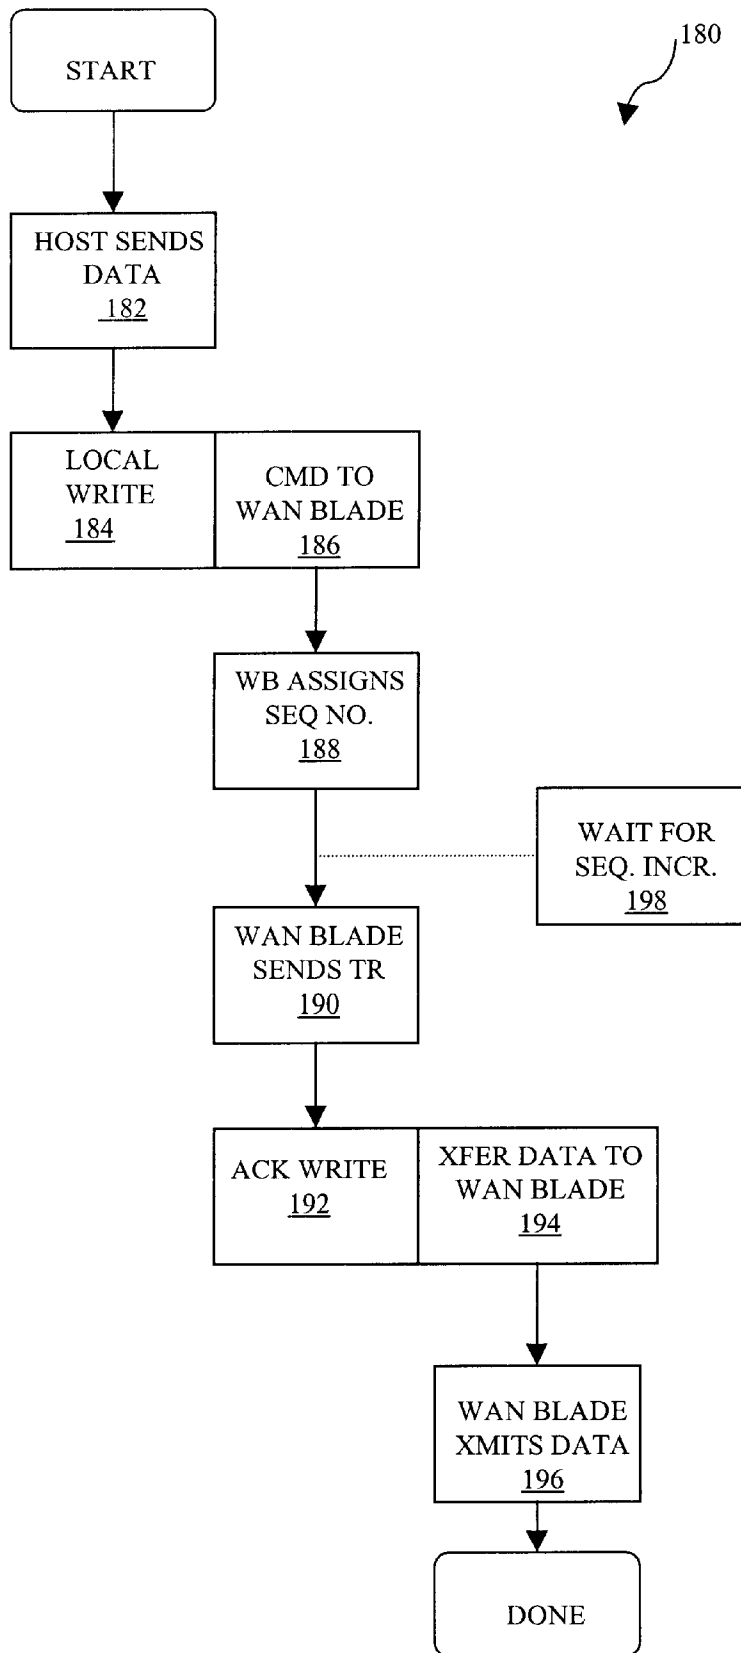 180
START
HOST SENDS
DATA
182
LOCAL
WRITE
184
CMD TO
WAN BLADE
186
WB ASSIGNS
SEQ NO.
188
WAIT FOR
SEQ. INCR.
198
WAN BLADE
SENDS TR
190
ACK WRITE
192
XFER DATA TO
WAN BLADE
194
WAN BLADE
XMITS DATA
196
DONE